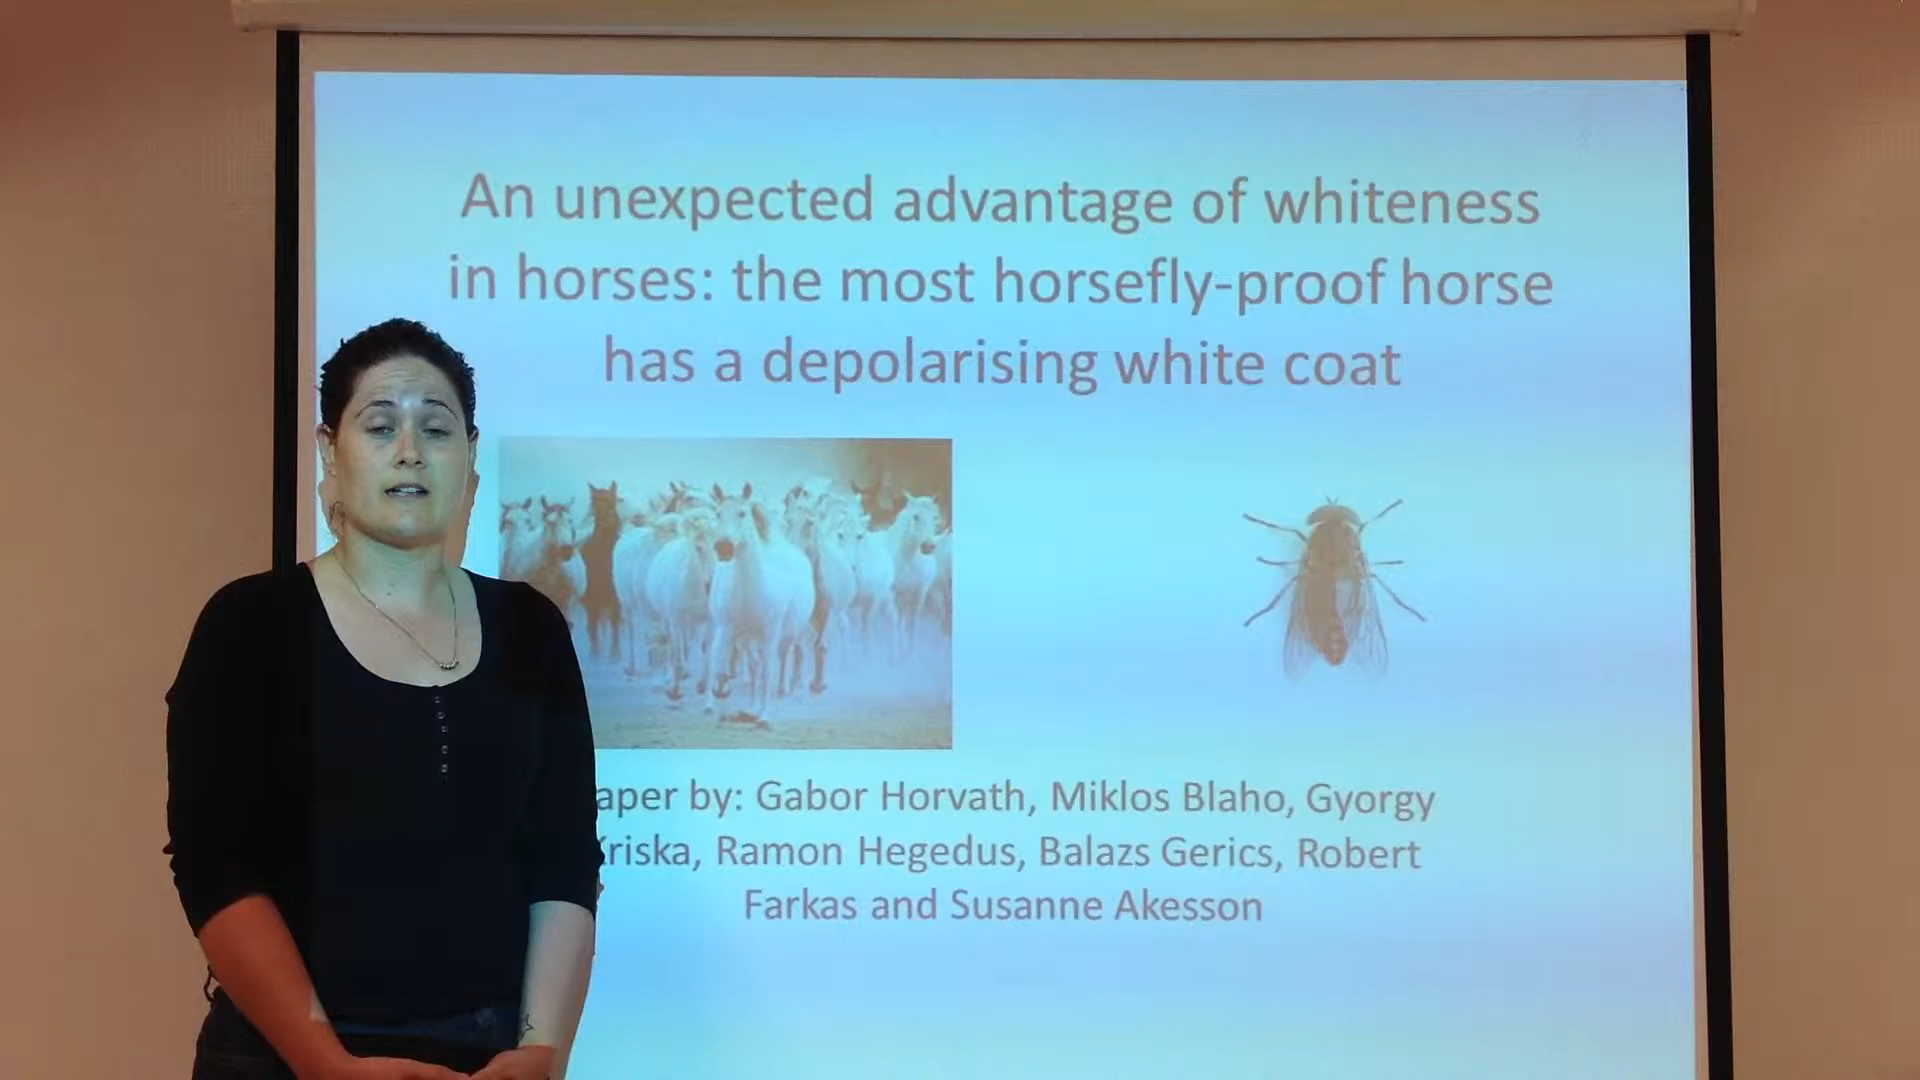 An unexpected advantage of whiteness
in horses: the most horsefly-proof horse
has a depolarising white coat
aper by: Gabor Horvath, Miklos Blaho, Gyorgy
riska, Ramon Hegedus, Balazs Gerics, Robert
Farkas and Susanne Akesson